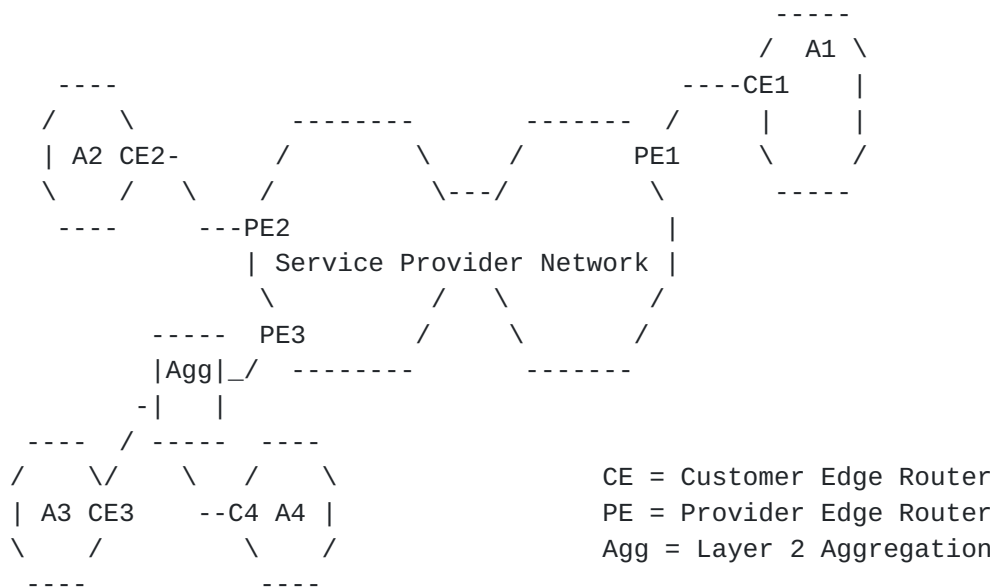 A1
CE1
A2 CE2
PE1
PE2
Service Provider Network
PE3
Agg
CE = Customer Edge Router
A3 CE3 C4 A4 PE = Provider Edge Router
Agg = Layer 2 Aggregation